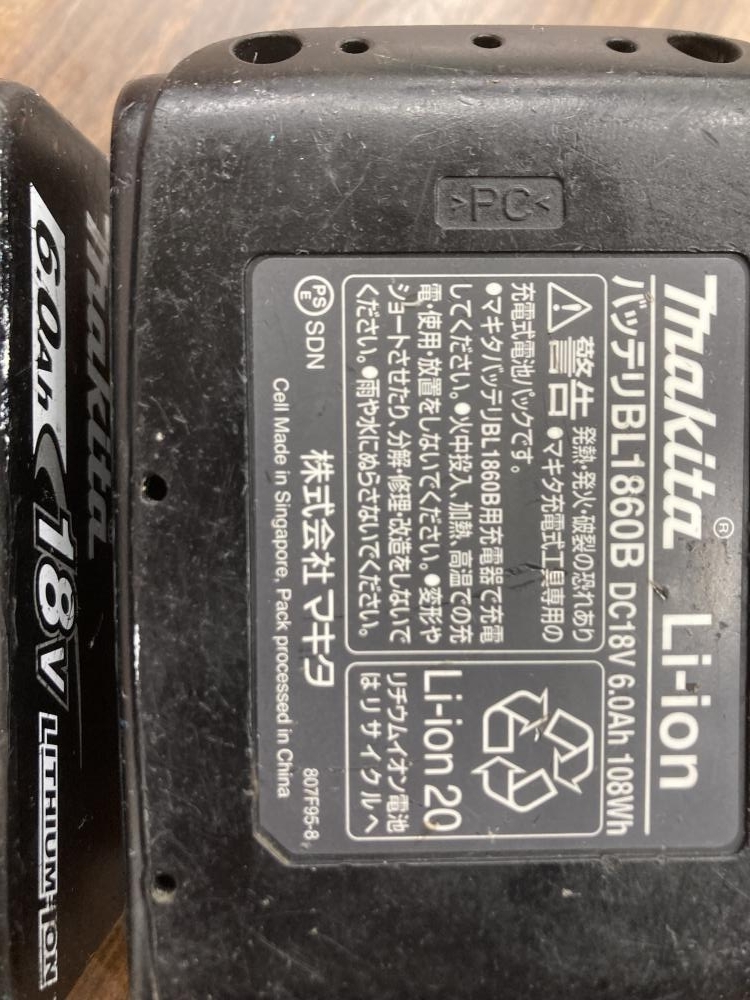 >PC<
makita® Li-ion
バッテリBL1860B DC18V 6.0Ah 108Wh
⚠警告 発熱・発火・破裂の恐れあり
●マキタ充電式工具専用の
充電式電池パックです。
●マキタバッテリBL1860B用充電器で充電
してください。●火中投入、加熱、高温での充
電・使用・放置をしないでください。●変形や
ショートさせたり、分解・修理・改造をしないで
ください。●雨や水にぬらさないでください。
Li-ion 20
リチウムイオン電池
はリサイクルへ
PS
E SDN
株式会社 マキタ
Cell Made in Singapore, Pack processed in China
807F95-8,
makita
6.0Ah 18V LITHIUM-ION